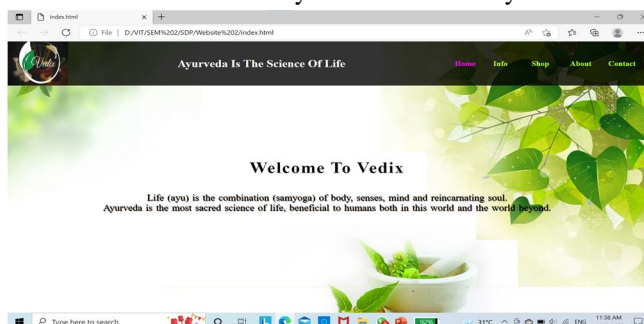 index.html
File | D:/VIT/SEM%202/SDP/Website%202/index.html
Vedix
Ayurveda Is The Science Of Life
Home Info Shop About Contact
Welcome To Vedix
Life (ayu) is the combination (samyoga) of body, senses, mind and reincarnating soul.
Ayurveda is the most sacred science of life, beneficial to humans both in this world and the world beyond.
Type here to search
92%
31°C
ENG
11:38 AM